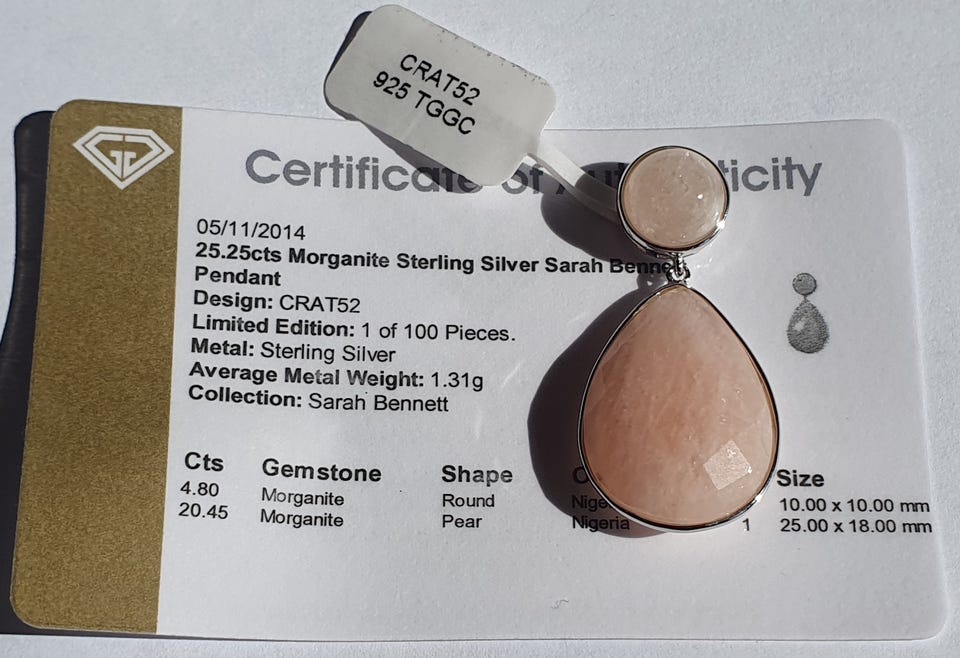 CRAT52
925 TGGC
Certificate of Authenticity
05/11/2014
25.25cts Morganite Sterling Silver Sarah Bennett
Pendant
Design: CRAT52
Limited Edition: 1 of 100 Pieces.
Metal: Sterling Silver
Average Metal Weight: 1.31g
Collection: Sarah Bennett
Cts Gemstone Shape Size
4.80 Morganite Round 10.00 x 10.00 mm
20.45 Morganite Pear Nigeria 1 25.00 x 18.00 mm